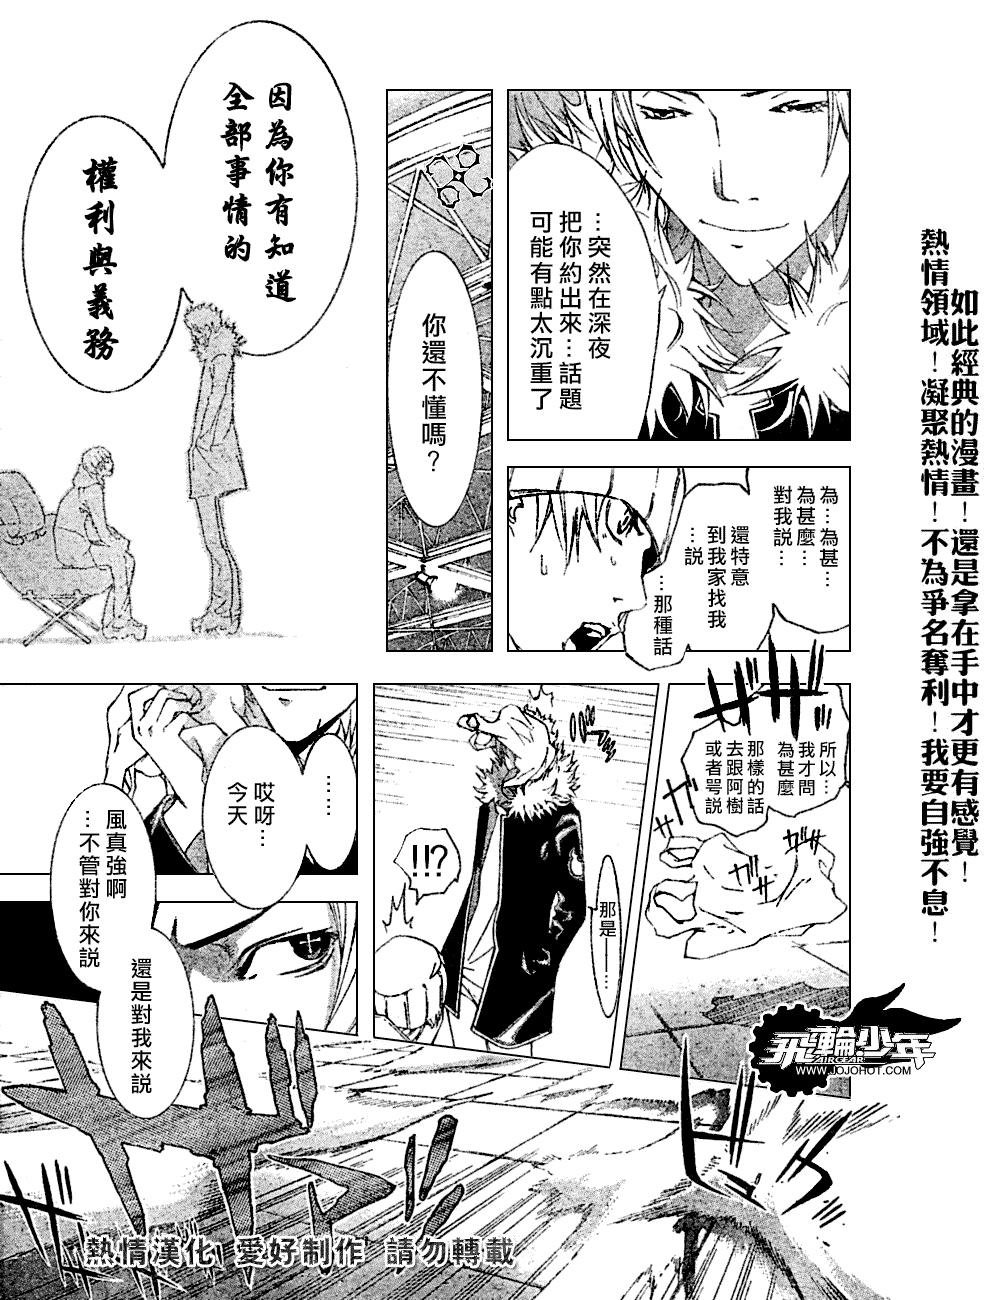 …突然在深夜
把你約出來…話題
可能有點太沉重了
你還不懂嗎?
因為你有知道
全部事情的
權利與義務
為…為甚…
為甚麼…
對我説…
還特意
到我家找我
…説
…那種話
所以…
我才問
為甚麼
那樣的話
去跟阿樹
或者咢説
那是……
!!?
……
哎呀…
今天
風真強啊
…不管對你來説
還是對我來説
如此經典的漫畫!還是拿在手中才更有感覺!
熱情領域!凝聚熱情!不為爭名奪利!我要自強不息!
飛輪少年
AIRGEAR
WWW.JOJOHOT.COM
熱情漢化 愛好制作 請勿轉載